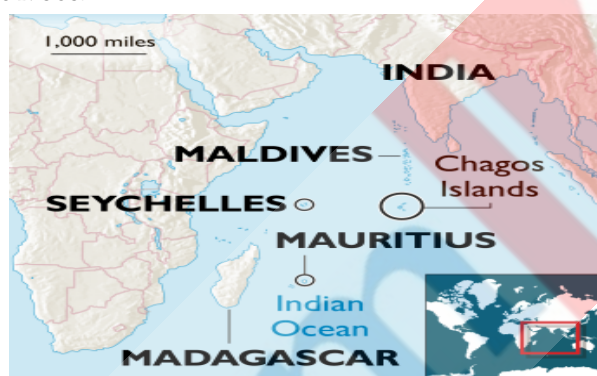 1,000 miles
INDIA
MALDIVES
Chagos
Islands
SEYCHELLES
MAURITIUS
Indian
Ocean
MADAGASCAR